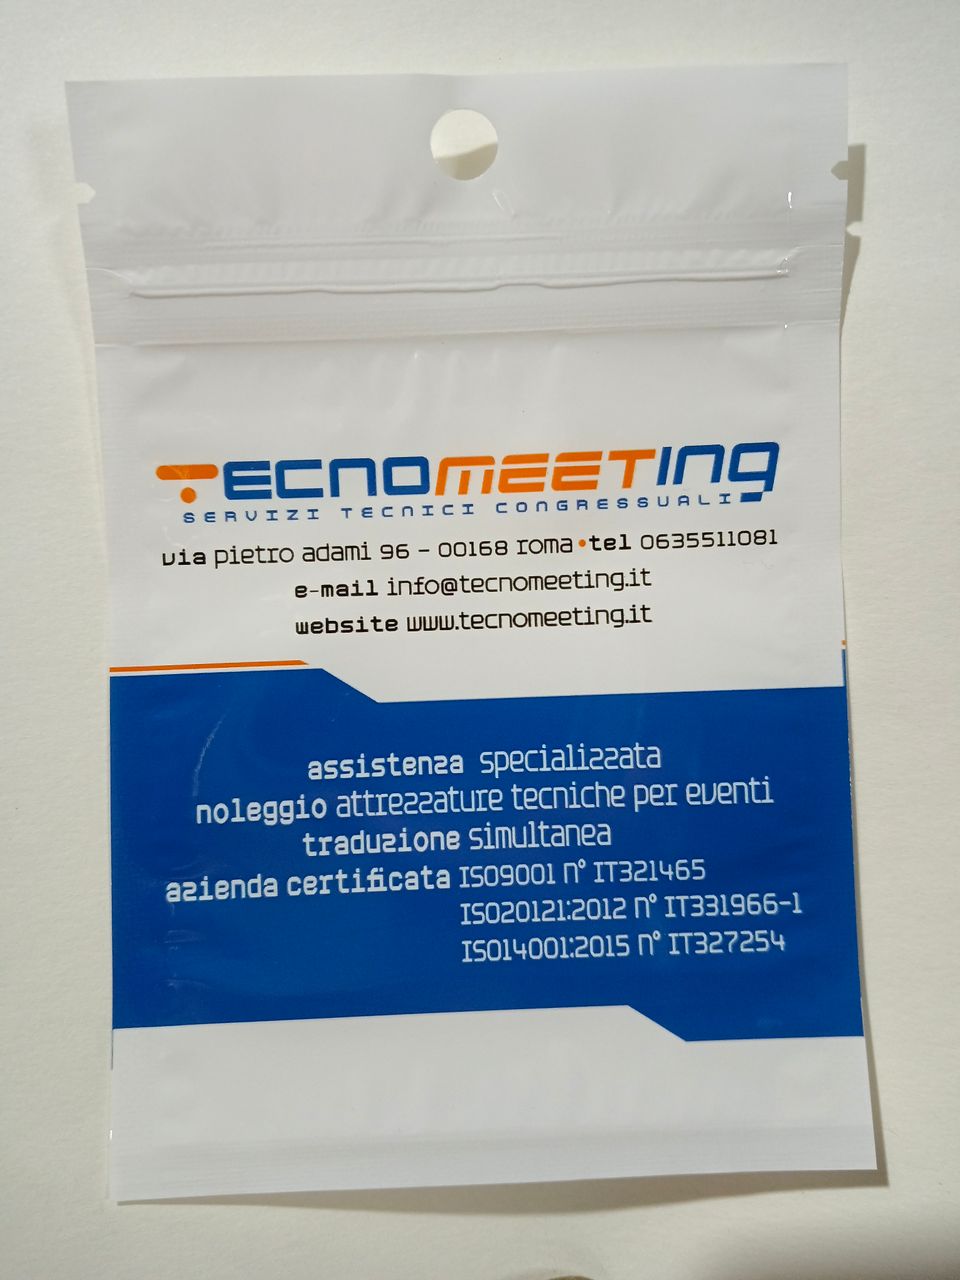 TECNOMEETING
SERVIZI TECNICI CONGRESSUALI
via pietro adami 96 - 00168 roma • tel 0635511081
e-mail info@tecnomeeting.it
website www.tecnomeeting.it
assistenza specializzata
noleggio attrezzature tecniche per eventi
traduzione simultanea
azienda certificata ISO9001 n° IT321465
ISO20121:2012 n° IT331966-1
ISO14001:2015 n° IT327254